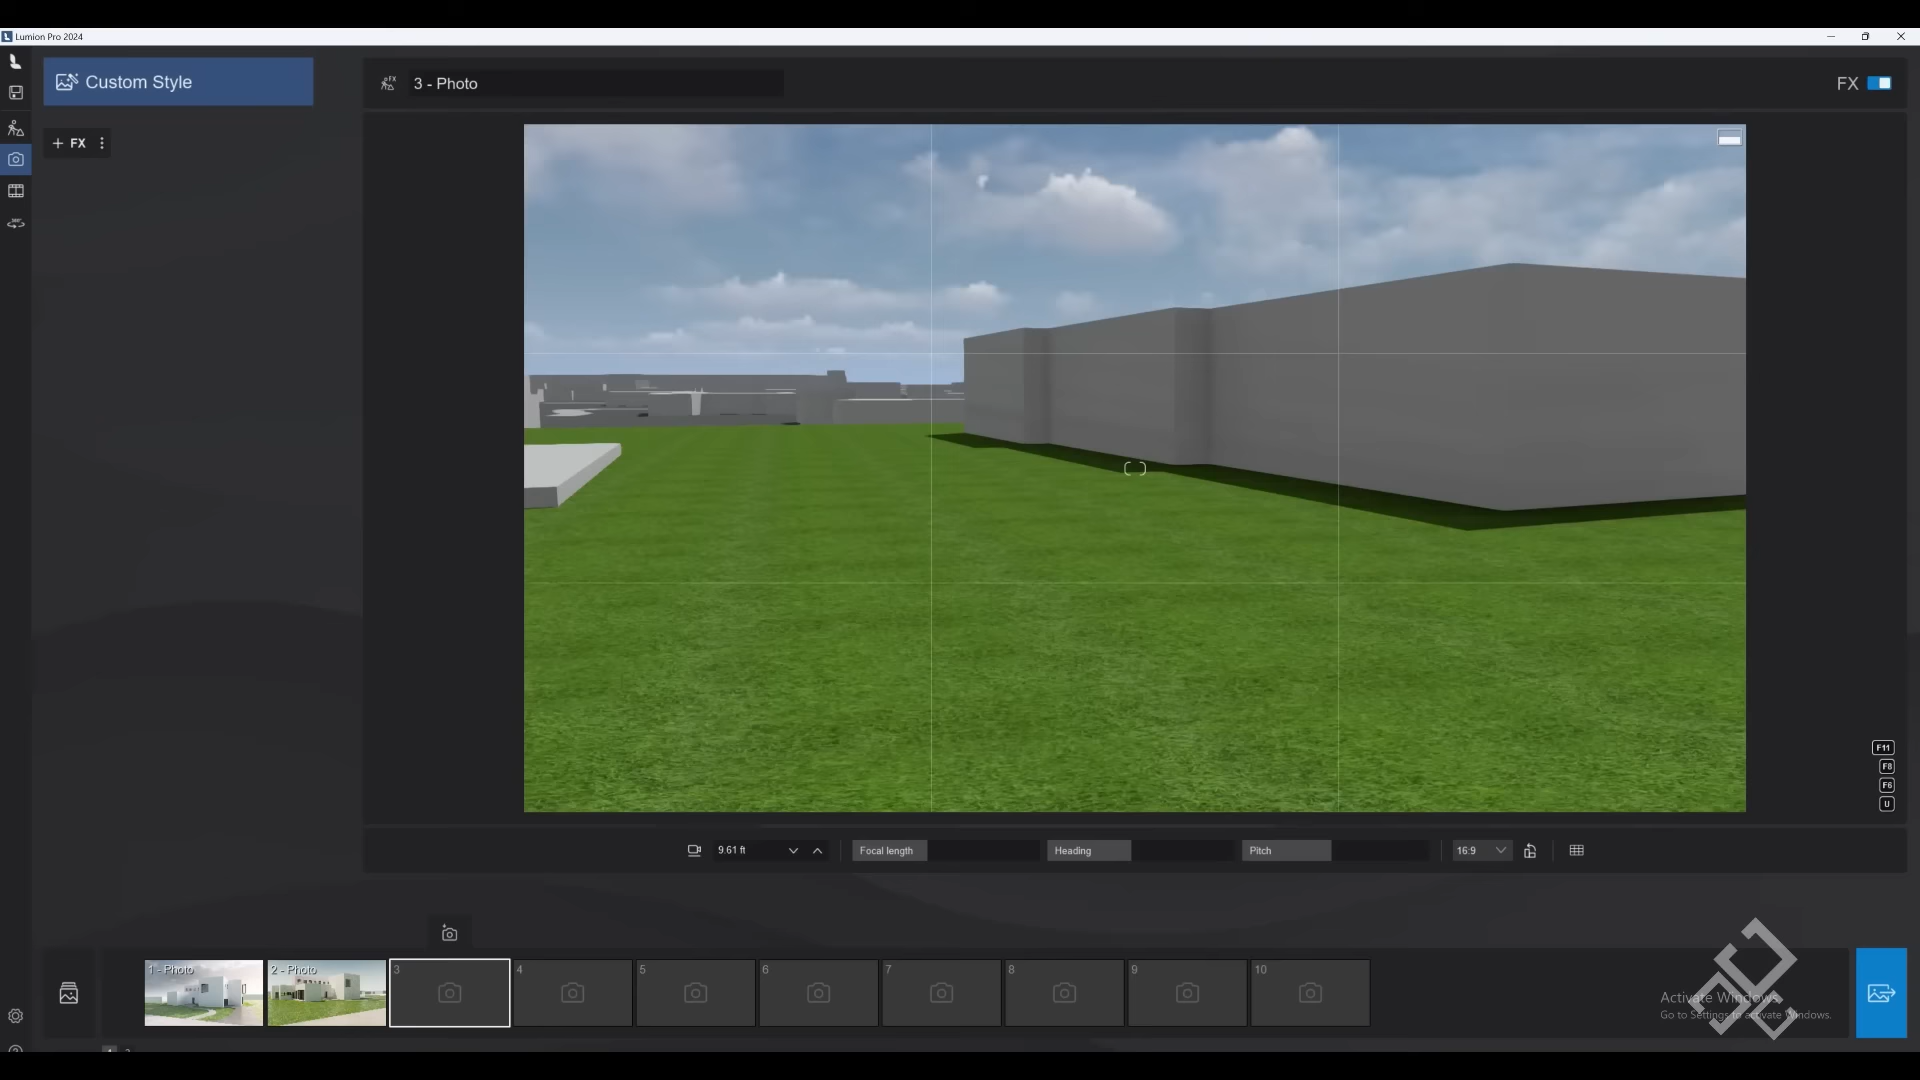 Lumion Pro 2024
Custom Style
3 - Photo
FX
+ FX
F11
F8
F6
U
9.61 ft
Focal length
Heading
Pitch
16:9
1 - Photo
2 - Photo
3
4
5
6
7
8
9
10
Activate Windows
Go to Settings to activate Windows.